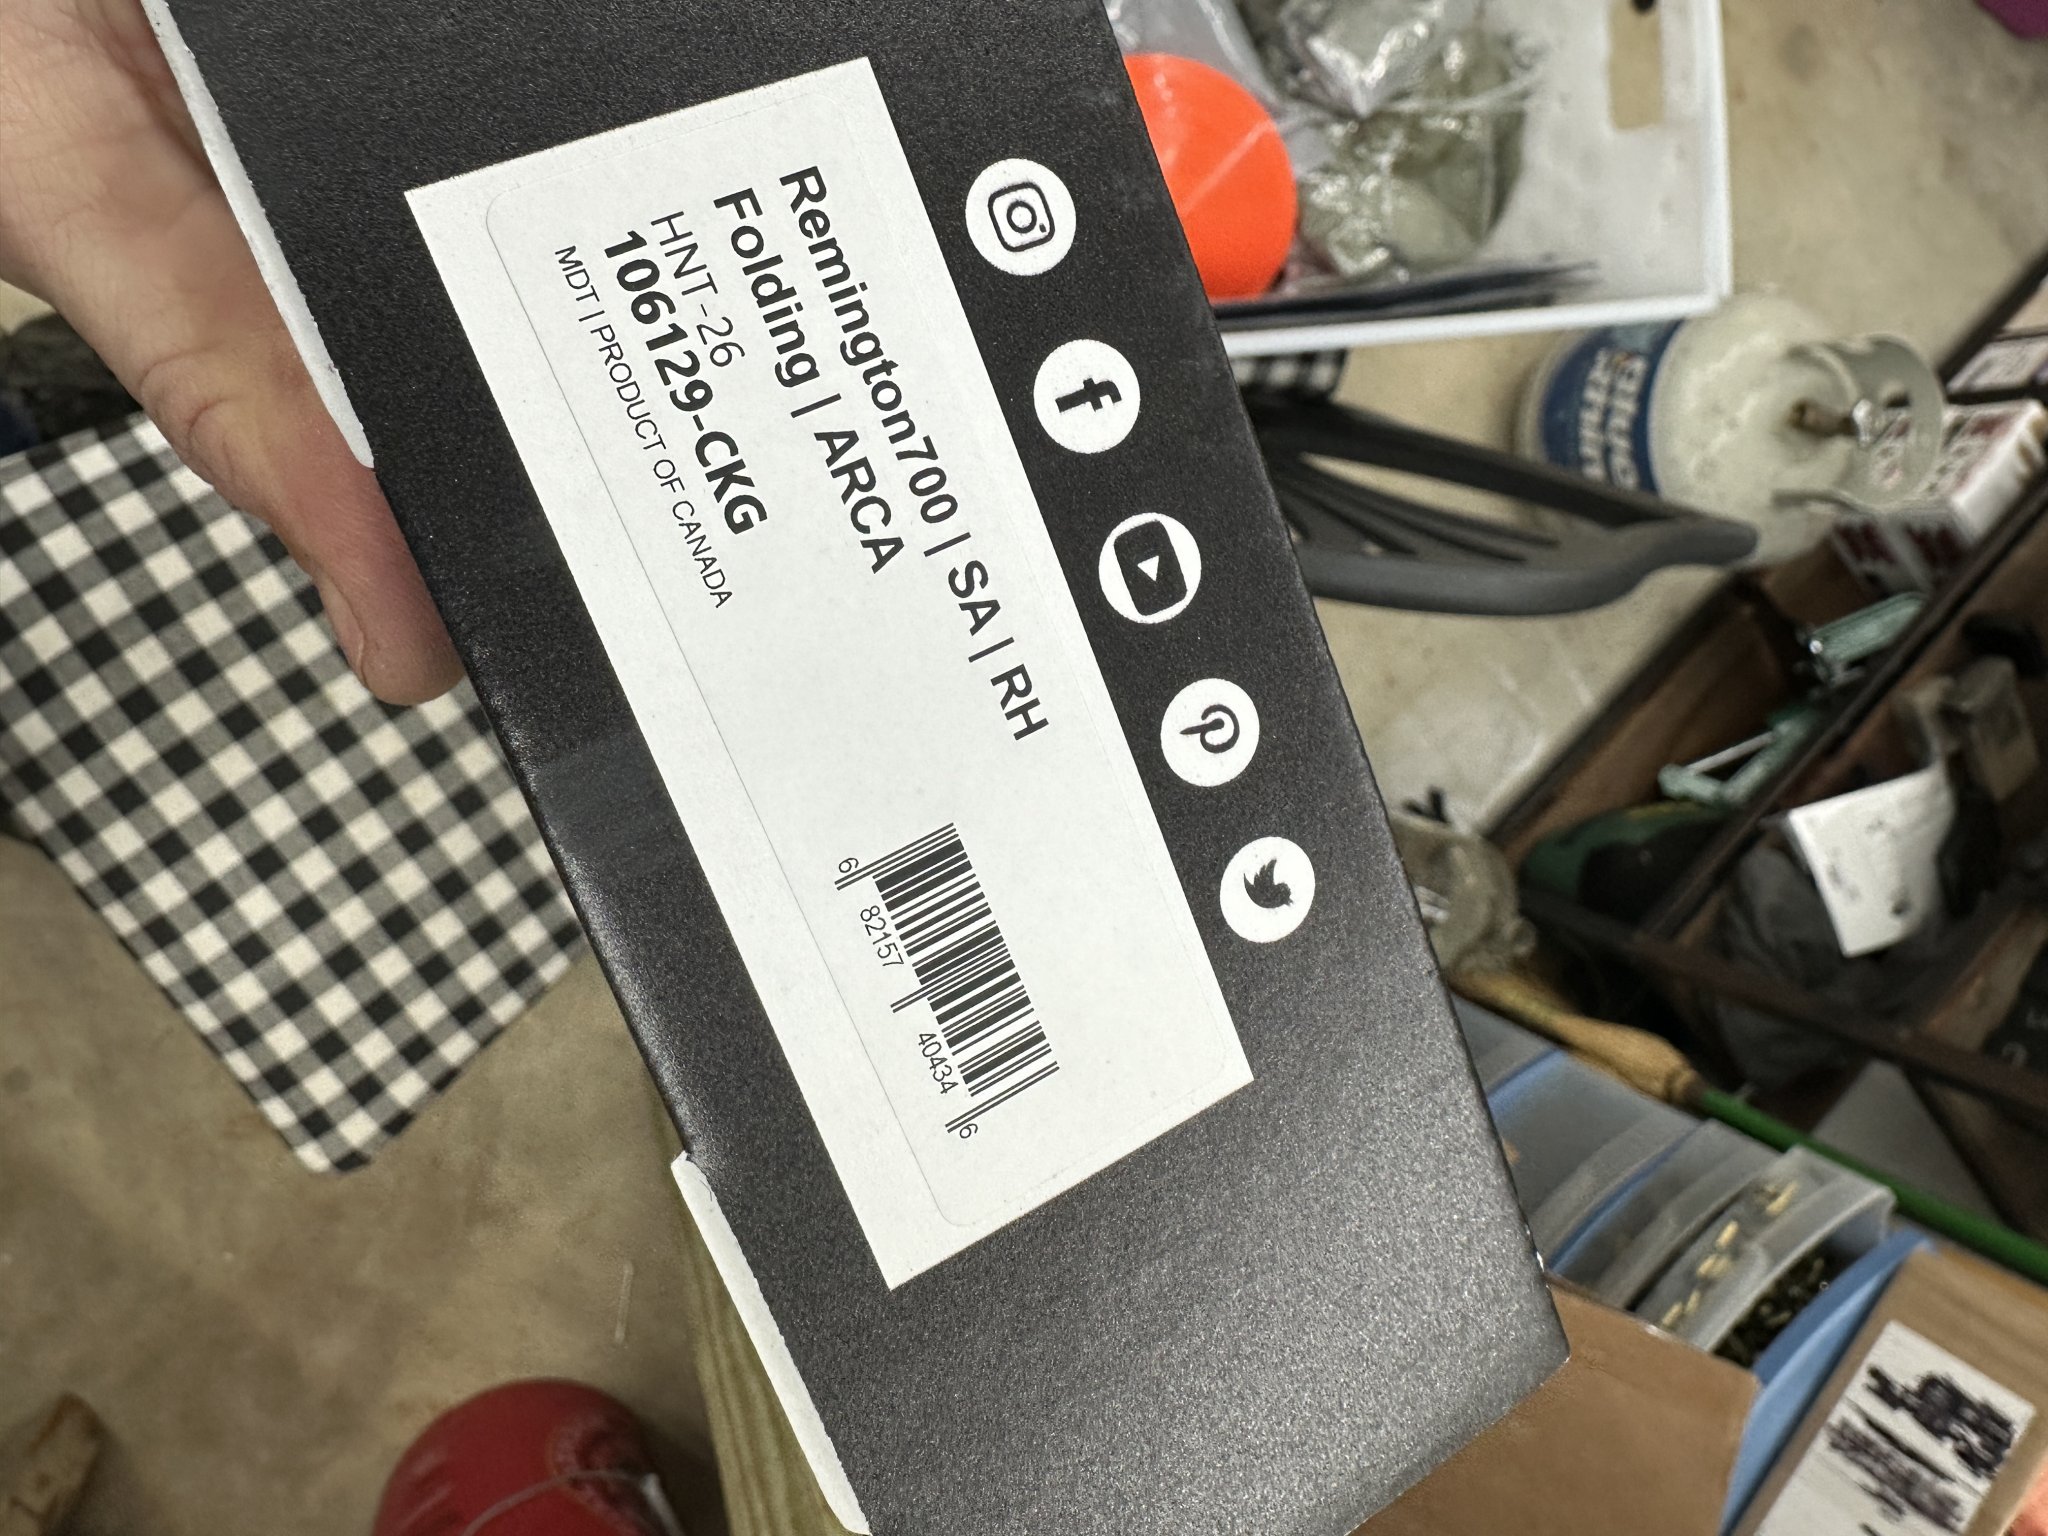 Remington700 | SA | RH
Folding | ARCA
HNT-26
106129-CKG
MDT | PRODUCT OF CANADA
6 82157 40434 6